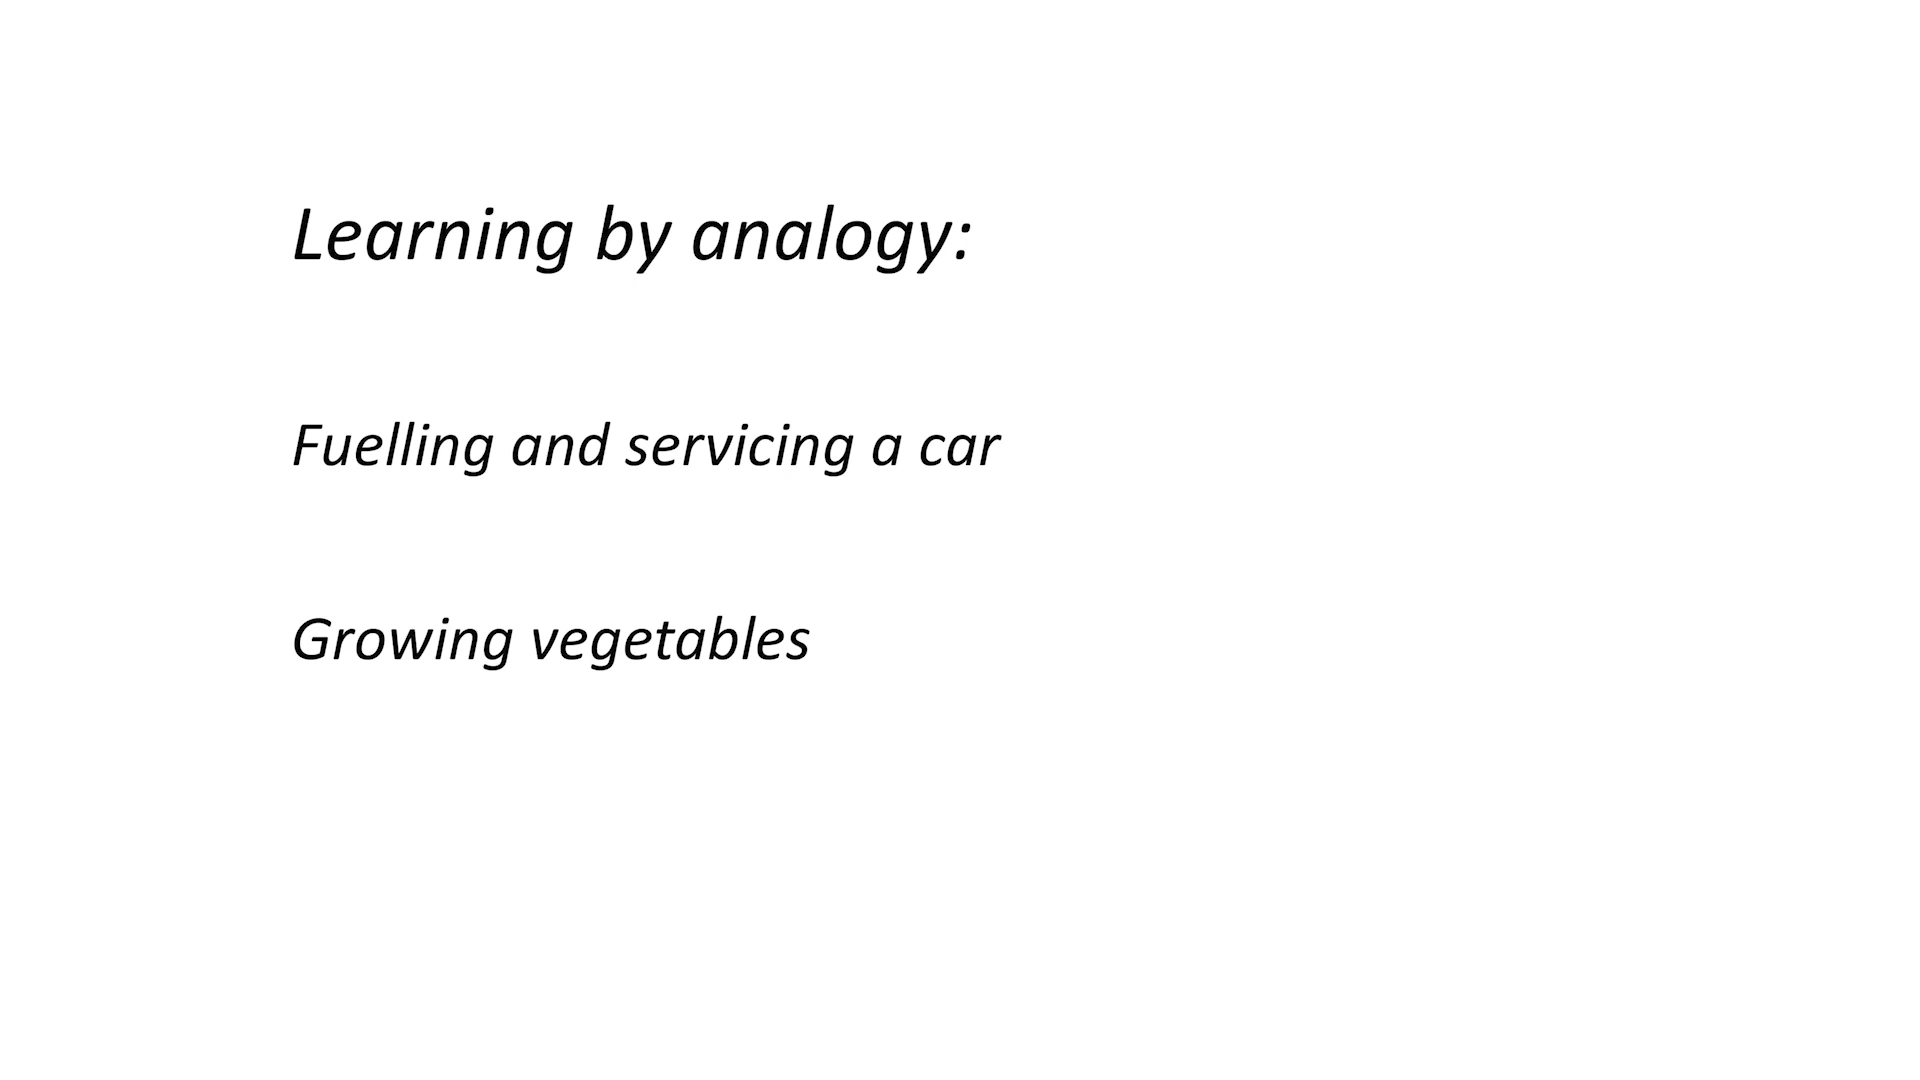 Learning by analogy:
Fuelling and servicing a car
Growing vegetables